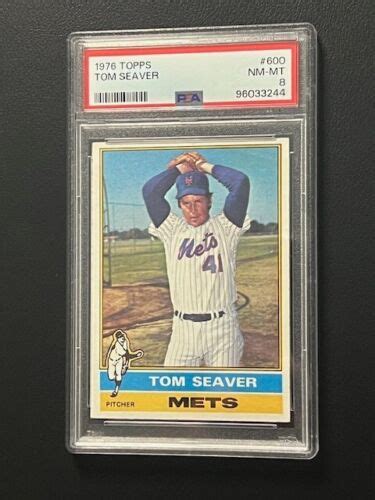 1976 TOPPS
TOM SEAVER
#600
NM-MT
8
PSA
96033244
Mets
41
TOM SEAVER
PITCHER
METS